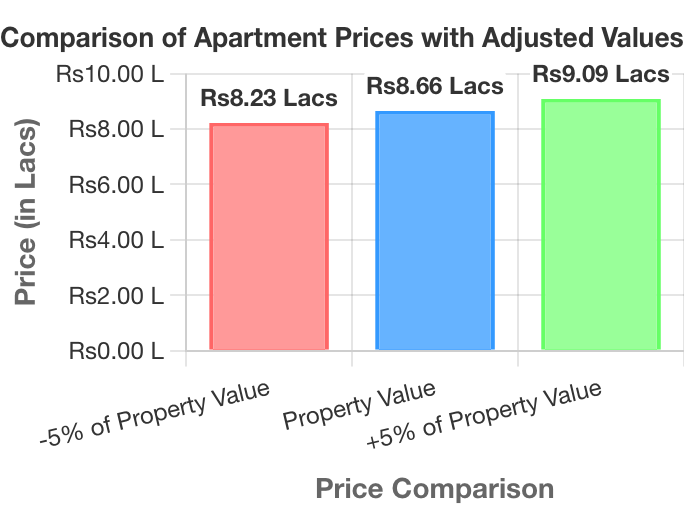 Comparison of Apartment Prices with Adjusted Values
Rs10.00 L
Rs8.00 L
Rs6.00 L
Rs4.00 L
Rs2.00 L
Rs0.00 L
Price (in Lacs)
Rs8.23 Lacs
Rs8.66 Lacs
Rs9.09 Lacs
-5% of Property Value
Property Value
+5% of Property Value
Price Comparison